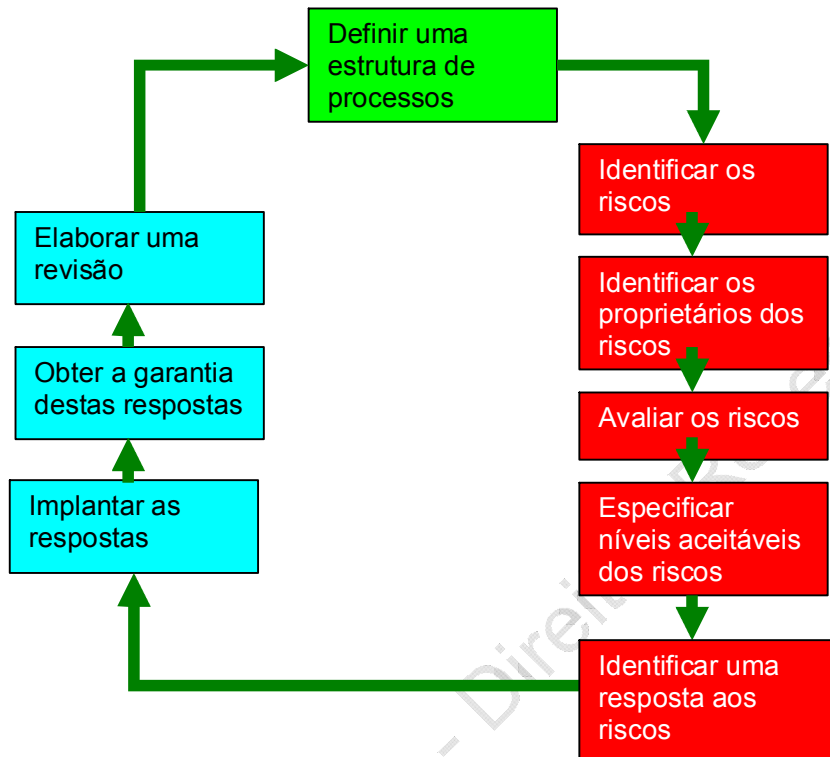 Definir uma
estrutura de
processos
Identificar os
riscos
Identificar os
proprietários dos
riscos
Avaliar os riscos
Especificar
níveis aceitáveis
dos riscos
Identificar uma
resposta aos
riscos
Implantar as
respostas
Obter a garantia
destas respostas
Elaborar uma
revisão